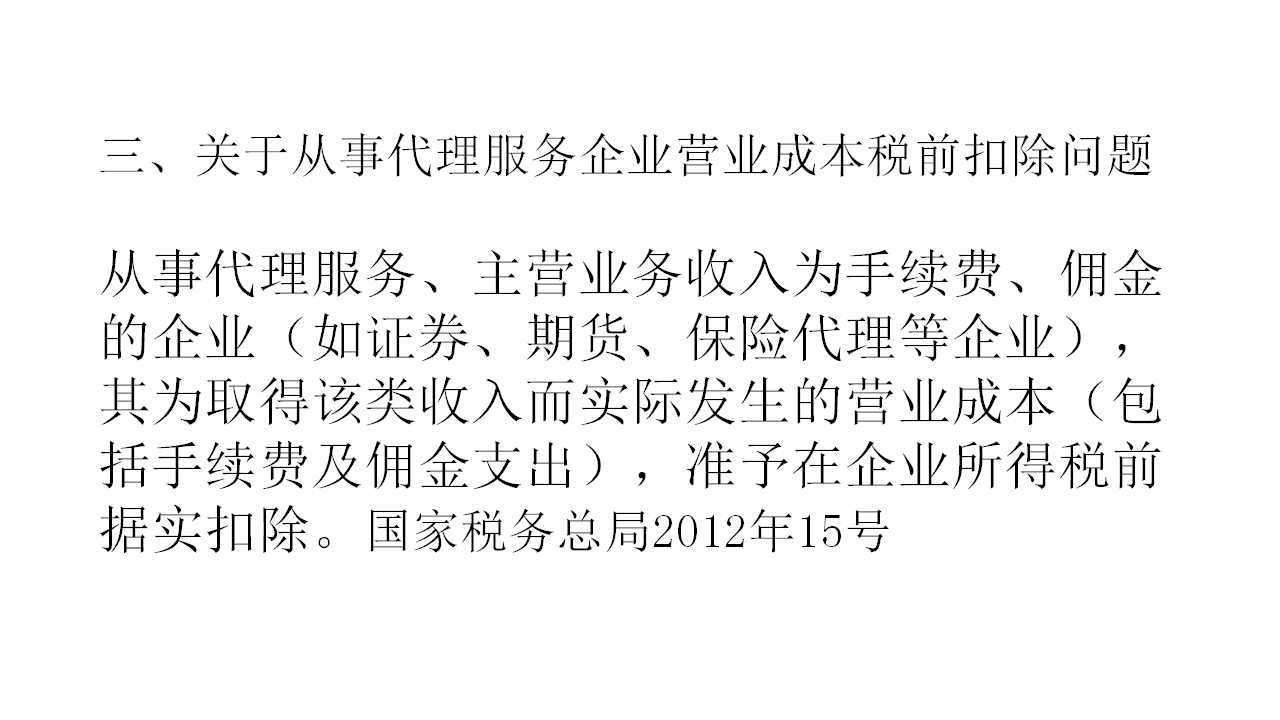 三、关于从事代理服务企业营业成本税前扣除问题
从事代理服务、主营业务收入为手续费、佣金
的企业（如证券、期货、保险代理等企业），
其为取得该类收入而实际发生的营业成本（包
括手续费及佣金支出），准予在企业所得税前
据实扣除。国家税务总局2012年15号